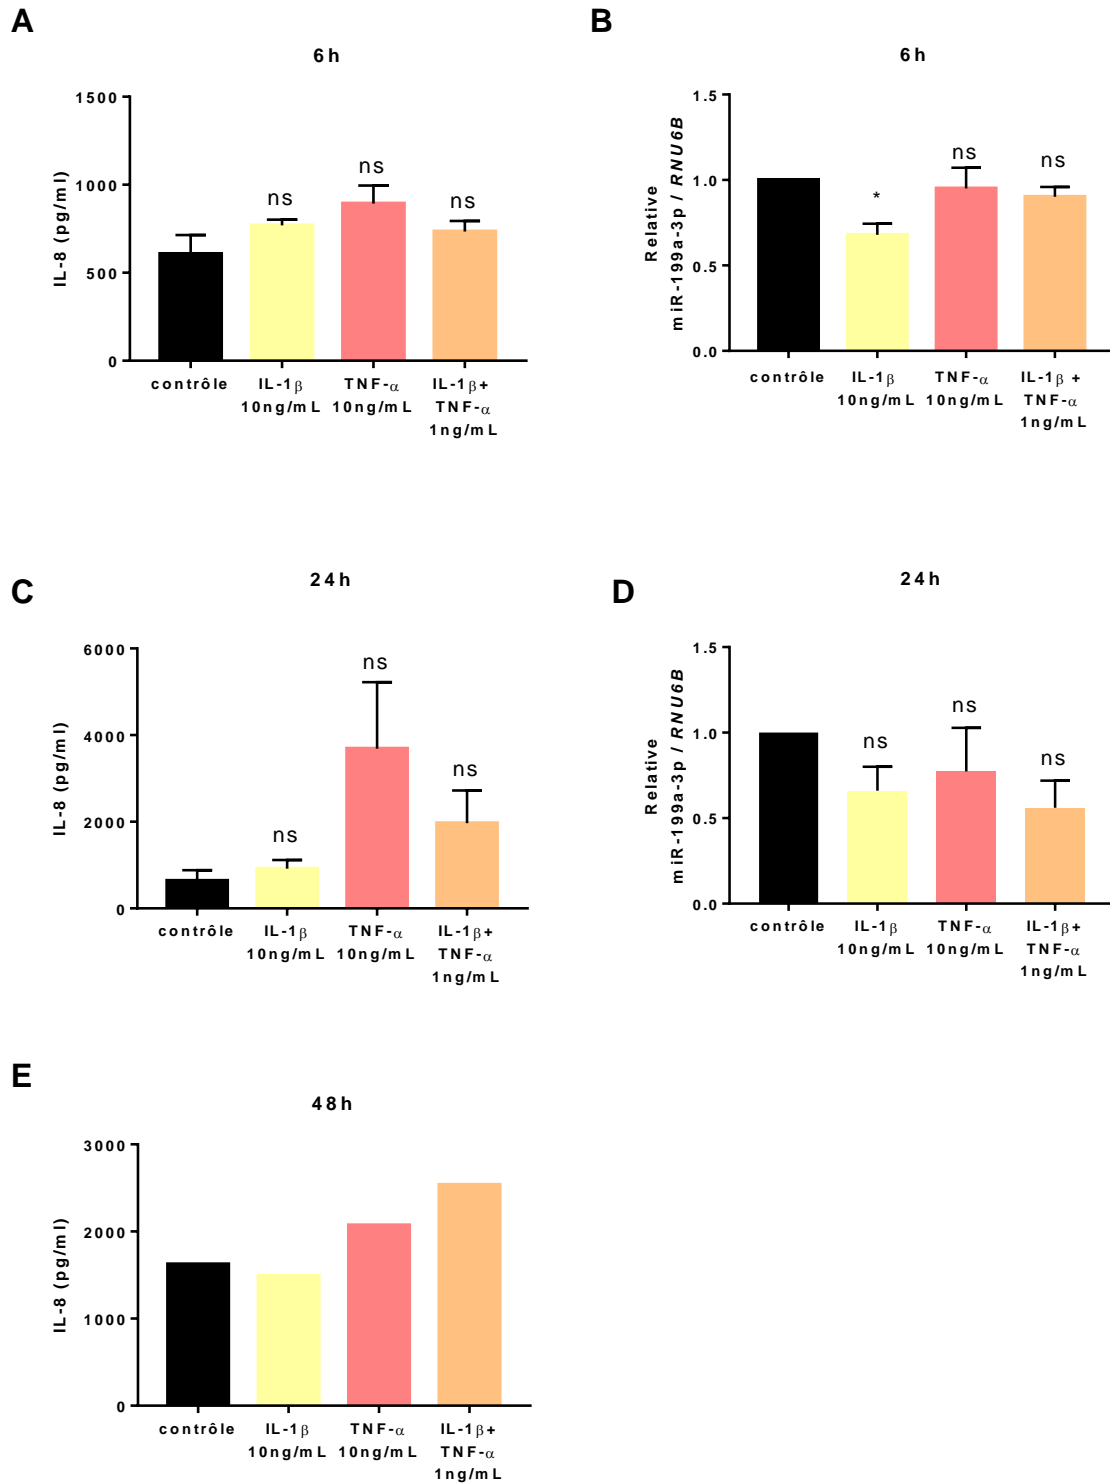 A
6h
IL-8 (pg/ml)
1500
1000
500
0
ns
ns
ns
contrôle
IL-1β
10ng/mL
TNF-α
10ng/mL
IL-1β+
TNF-α
1ng/mL
B
6h
Relative
miR-199a-3p / RNU6B
1.5
1.0
0.5
0.0
*
ns
ns
contrôle
IL-1β
10ng/mL
TNF-α
10ng/mL
IL-1β +
TNF-α
1ng/mL
C
24h
IL-8 (pg/ml)
6000
4000
2000
0
ns
ns
ns
contrôle
IL-1β
10ng/mL
TNF-α
10ng/mL
IL-1β+
TNF-α
1ng/mL
D
24h
Relative
miR-199a-3p / RNU6B
1.5
1.0
0.5
0.0
ns
ns
ns
contrôle
IL-1β
10ng/mL
TNF-α
10ng/mL
IL-1β+
TNF-α
1ng/mL
E
48h
IL-8 (pg/ml)
3000
2000
1000
0
contrôle
IL-1β
10ng/mL
TNF-α
10ng/mL
IL-1β+
TNF-α
1ng/mL